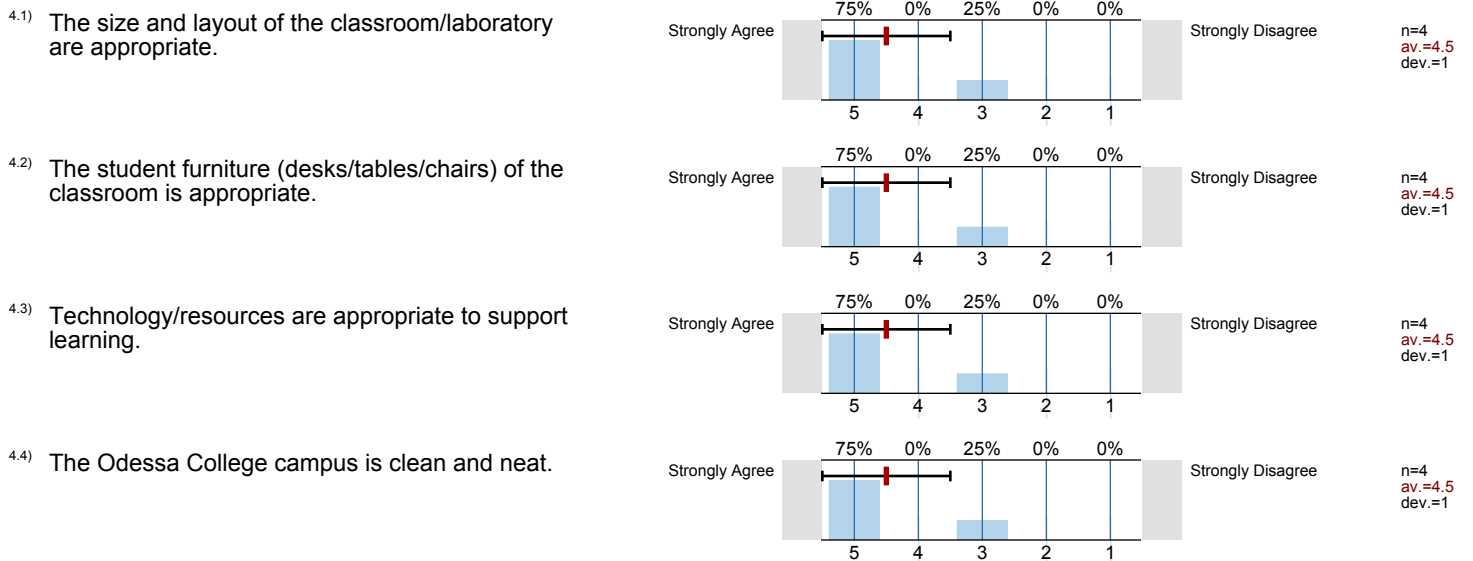 4.1) The size and layout of the classroom/laboratory
are appropriate.
75% 0% 25% 0% 0%
Strongly Agree
Strongly Disagree
n=4
av.=4.5
dev.=1
5 4 3 2 1
4.2) The student furniture (desks/tables/chairs) of the
classroom is appropriate.
75% 0% 25% 0% 0%
Strongly Agree
Strongly Disagree
n=4
av.=4.5
dev.=1
5 4 3 2 1
4.3) Technology/resources are appropriate to support
learning.
75% 0% 25% 0% 0%
Strongly Agree
Strongly Disagree
n=4
av.=4.5
dev.=1
5 4 3 2 1
4.4) The Odessa College campus is clean and neat.
75% 0% 25% 0% 0%
Strongly Agree
Strongly Disagree
n=4
av.=4.5
dev.=1
5 4 3 2 1